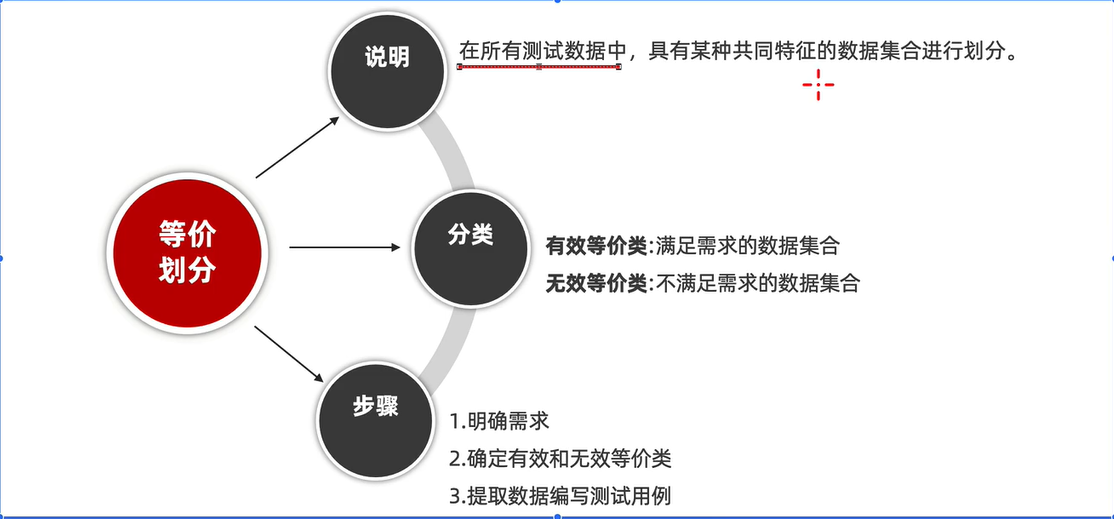 说明
在所有测试数据中，具有某种共同特征的数据集合进行划分。
等价
划分
分类
有效等价类:满足需求的数据集合
无效等价类:不满足需求的数据集合
步骤
1.明确需求
2.确定有效和无效等价类
3.提取数据编写测试用例